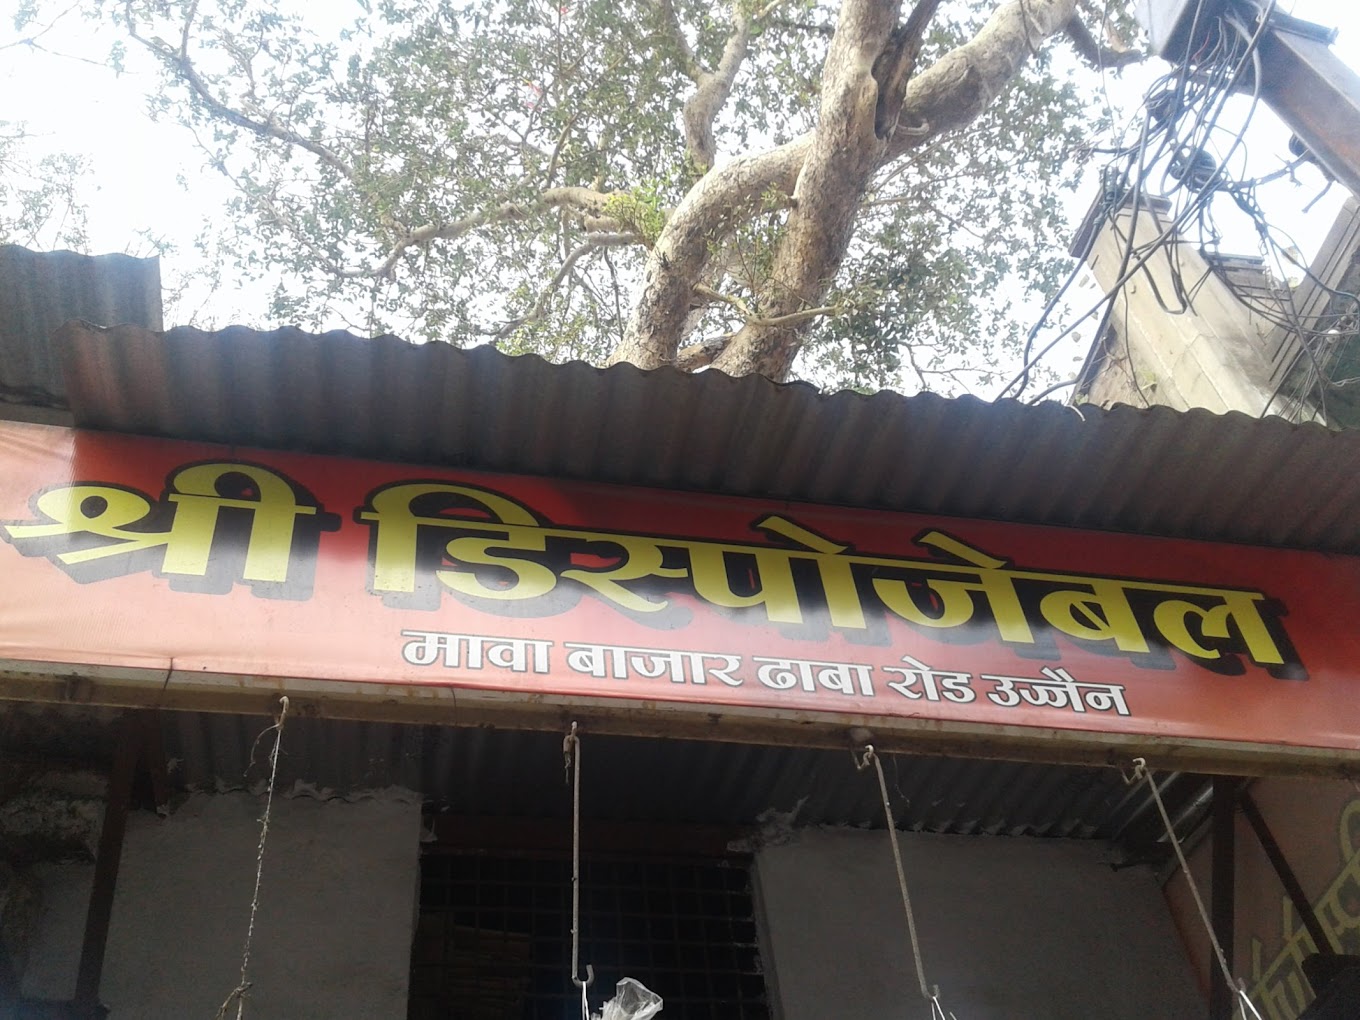 श्री डिस्पोजेबल
मावा बाजार ढाबा रोड उज्जैन